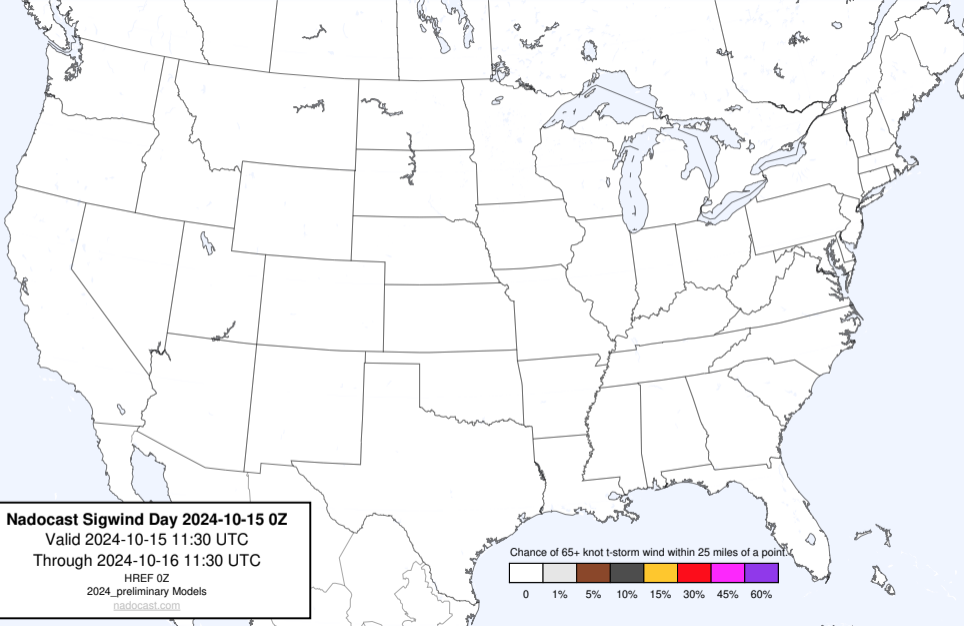 Nadocast Sigwind Day 2024-10-15 0Z
Valid 2024-10-15 11:30 UTC
Through 2024-10-16 11:30 UTC
HREF 0Z
2024_preliminary Models
nadocast.com
Chance of 65+ knot t-storm wind within 25 miles of a point.
0 1% 5% 10% 15% 30% 45% 60%